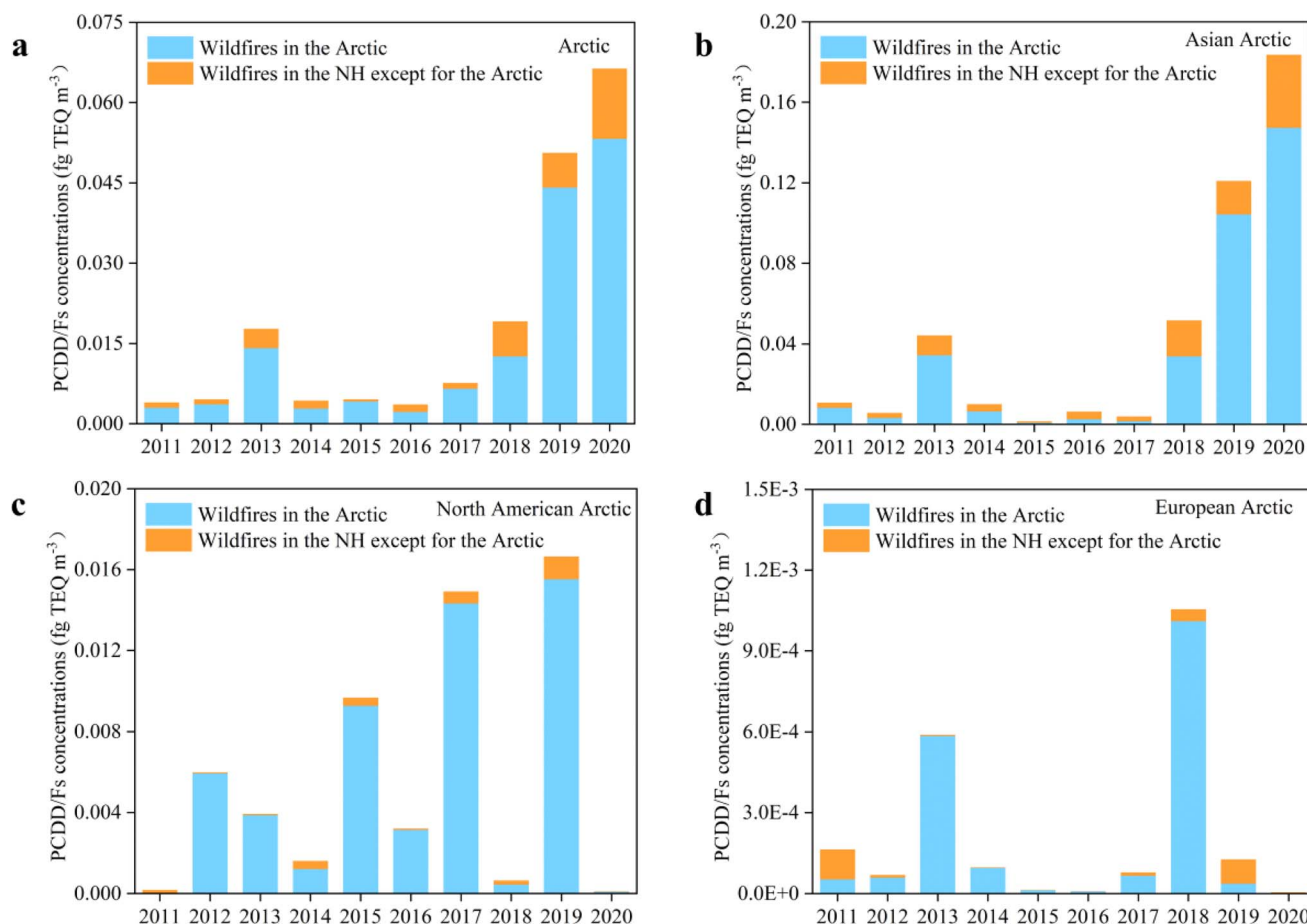 a
Arctic
Wildfires in the Arctic
Wildfires in the NH except for the Arctic
PCDD/Fs concentrations (fg TEQ m⁻³)
0.075
0.060
0.045
0.030
0.015
0.000
2011 2012 2013 2014 2015 2016 2017 2018 2019 2020
b
Asian Arctic
Wildfires in the Arctic
Wildfires in the NH except for the Arctic
PCDD/Fs concentrations (fg TEQ m⁻³)
0.20
0.16
0.12
0.08
0.04
0.00
2011 2012 2013 2014 2015 2016 2017 2018 2019 2020
c
North American Arctic
Wildfires in the Arctic
Wildfires in the NH except for the Arctic
PCDD/Fs concentrations (fg TEQ m⁻³)
0.020
0.016
0.012
0.008
0.004
0.000
2011 2012 2013 2014 2015 2016 2017 2018 2019 2020
d
European Arctic
Wildfires in the Arctic
Wildfires in the NH except for the Arctic
PCDD/Fs concentrations (fg TEQ m⁻³)
1.5E-3
1.2E-3
9.0E-4
6.0E-4
3.0E-4
0.0E+0
2011 2012 2013 2014 2015 2016 2017 2018 2019 2020